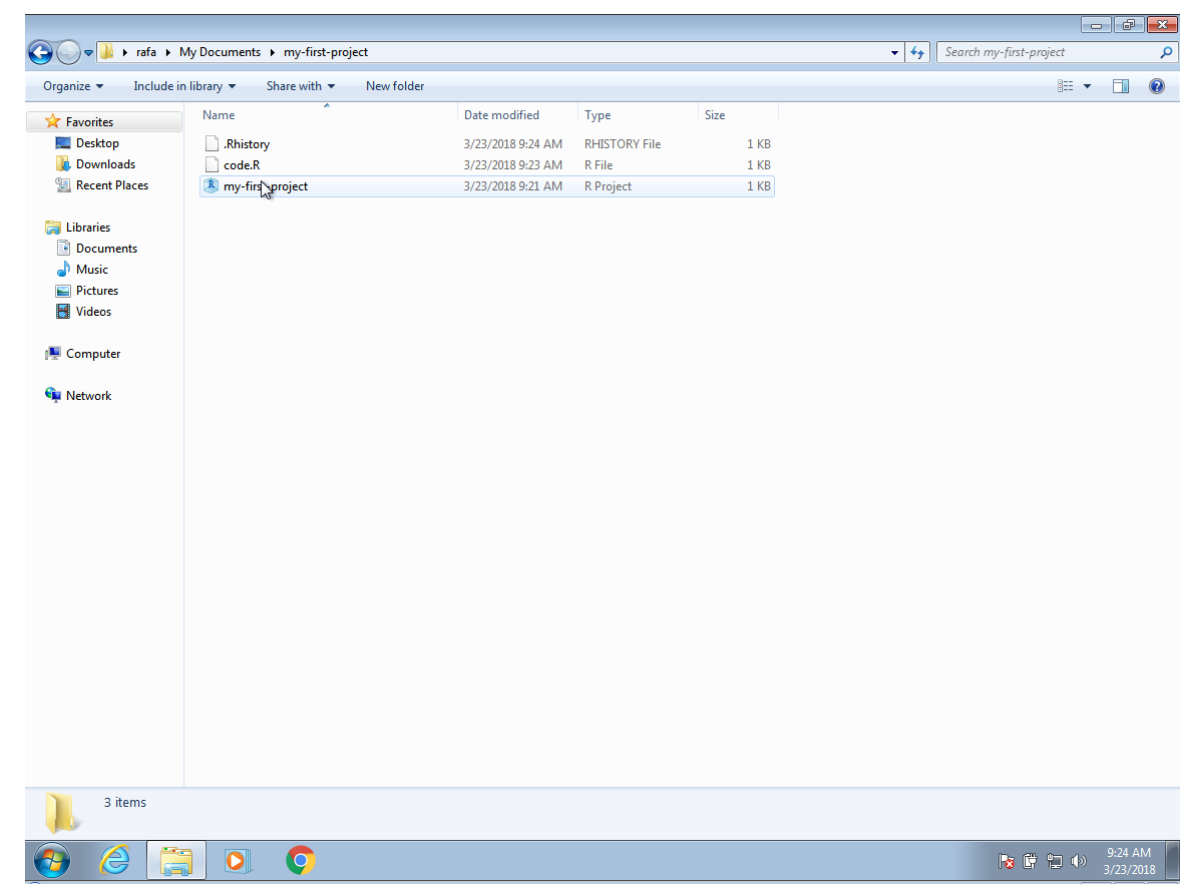 rafa My Documents my-first-project Search my-first-project
Organize Include in library Share with New folder
Name Date modified Type Size
Favorites
Desktop
Downloads
Recent Places
Libraries
Documents
Music
Pictures
Videos
Computer
Network
.Rhistory 3/23/2018 9:24 AM RHISTORY File 1 KB
code.R 3/23/2018 9:23 AM R File 1 KB
my-first-project 3/23/2018 9:21 AM R Project 1 KB
3 items
9:24 AM
3/23/2018